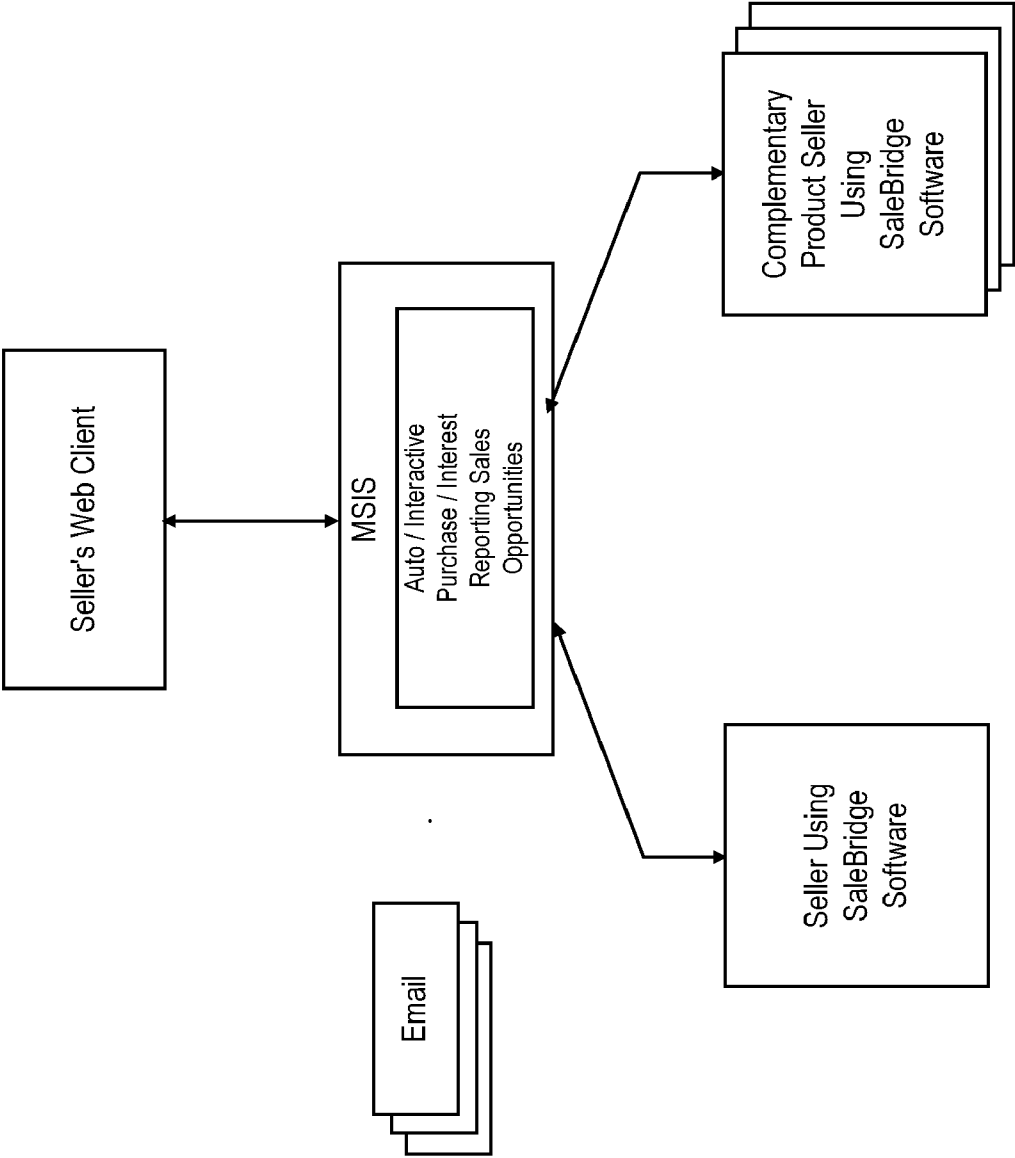 Seller's Web Client
MSIS
Auto / Interactive
Purchase / Interest
Reporting Sales
Opportunities
Email
Seller Using
SaleBridge
Software
Complementary
Product Seller
Using
SaleBridge
Software